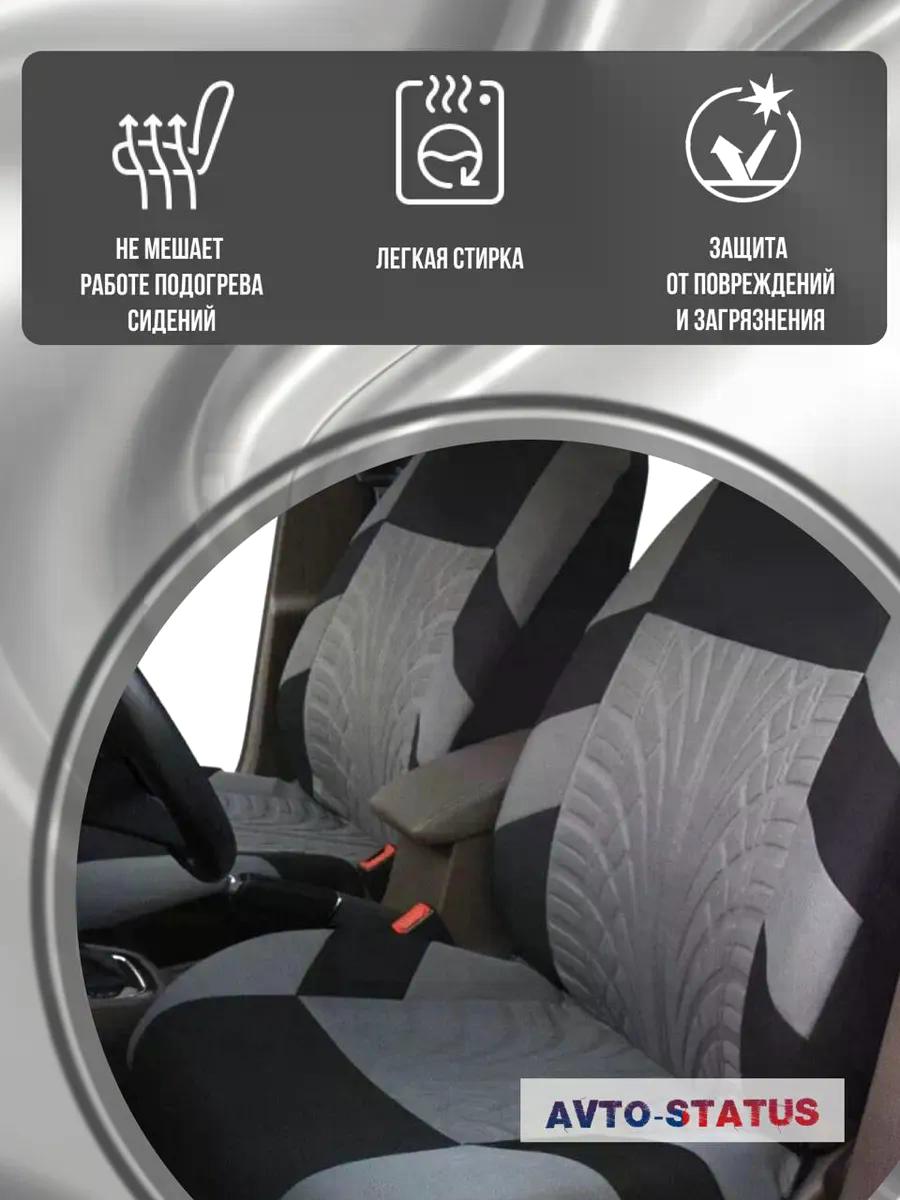 НЕ МЕШАЕТ
РАБОТЕ ПОДОГРЕВА
СИДЕНИЙ
ЛЕГКАЯ СТИРКА
ЗАЩИТА
ОТ ПОВРЕЖДЕНИЙ
И ЗАГРЯЗНЕНИЯ
AVTO-STATUS